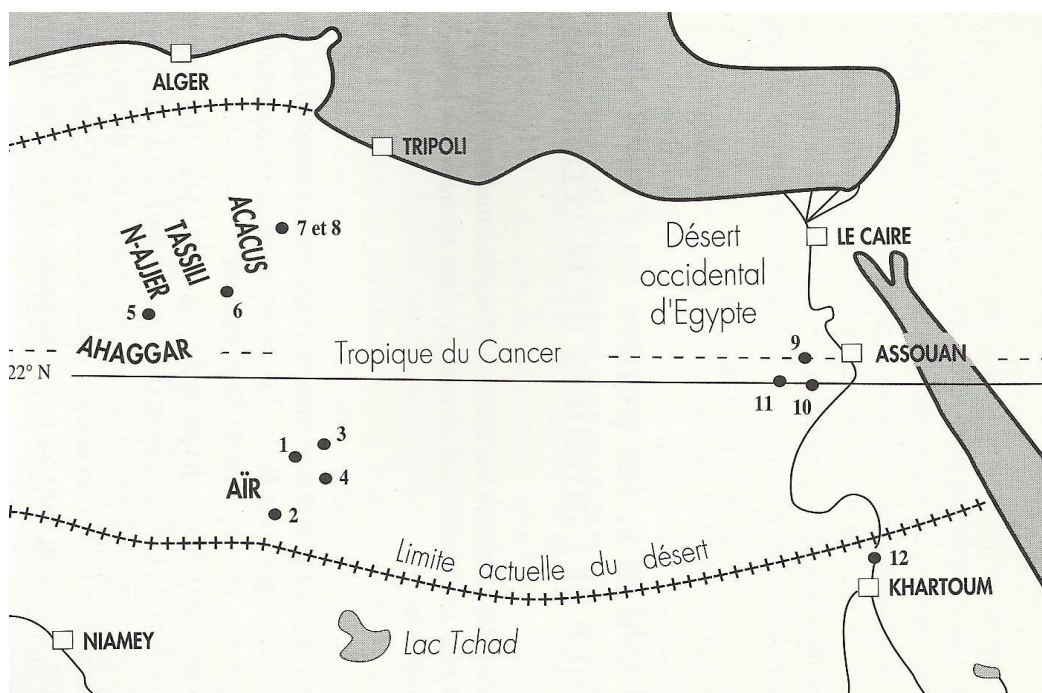 ALGER
TRIPOLI
ACACUS
TASSILI
N-AJJER
7 et 8
5
6
AHAGGAR
Désert
occidental
d'Egypte
LE CAIRE
Tropique du Cancer
9
ASSOUAN
22° N
11
10
1
3
4
AÏR
2
Limite actuelle du désert
12
KHARTOUM
NIAMEY
Lac Tchad